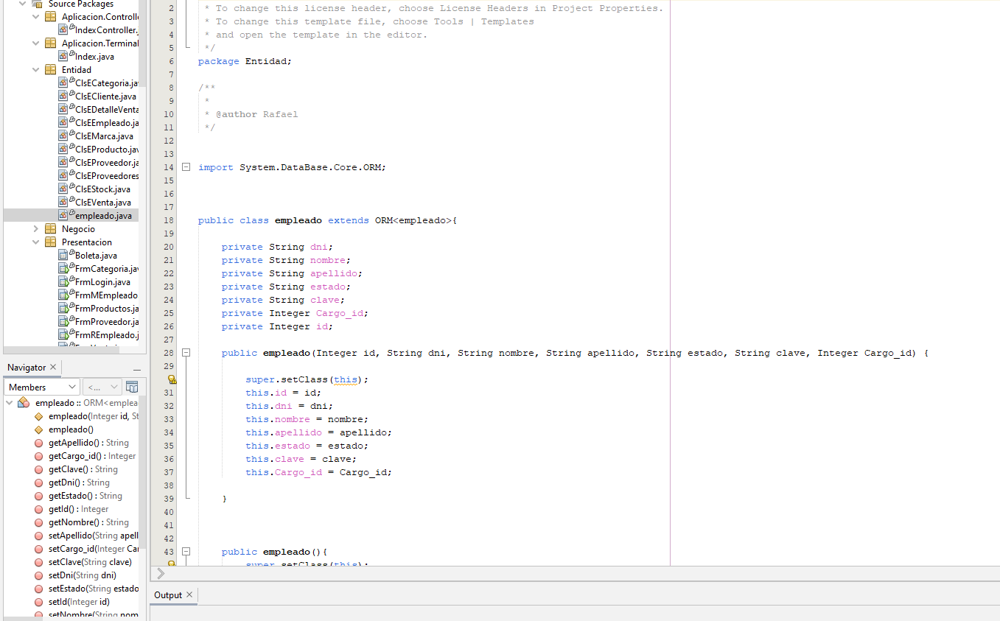 Source Packages
Aplicacion.Controlle
IndexController.
Aplicacion.Terminal
Index.java
Entidad
ClsECategoria.jav
ClsECliente.java
ClsEDetalleVenta
ClsEEmpleado.ja
ClsEMarca.java
ClsEProducto.jav
ClsEProveedor.ja
ClsEProveedores
ClsEStock.java
ClsEVenta.java
empleado.java
Negocio
Presentacion
Boleta.java
FrmCategoria.jav
FrmLogin.java
FrmMEmpleado
FrmProductos.ja
FrmProveedor.ja
FrmREmpleado.j
Navigator
Members
<...
empleado :: ORM<emplea
empleado(Integer id, St
empleado()
getApellido() : String
getCargo_id() : Integer
getClave() : String
getDni() : String
getEstado() : String
getId() : Integer
getNombre() : String
setApellido(String apell
setCargo_id(Integer Car
setClave(String clave)
setDni(String dni)
setEstado(String estado
setId(Integer id)
setNombre(String nom
2 * To change this license header, choose License Headers in Project Properties.
3 * To change this template file, choose Tools | Templates
4 * and open the template in the editor.
5 */
6 package Entidad;
7
8 /**
9 *
10 * @author Rafael
11 */
12
13
14 import System.DataBase.Core.ORM;
15
16
17
18 public class empleado extends ORM<empleado>{
19
20 private String dni;
21 private String nombre;
22 private String apellido;
23 private String estado;
24 private String clave;
25 private Integer Cargo_id;
26 private Integer id;
27
28 public empleado(Integer id, String dni, String nombre, String apellido, String estado, String clave, Integer Cargo_id) {
29
super.setClass(this);
31 this.id = id;
32 this.dni = dni;
33 this.nombre = nombre;
34 this.apellido = apellido;
35 this.estado = estado;
36 this.clave = clave;
37 this.Cargo_id = Cargo_id;
38
39 }
40
41
42
43 public empleado(){
super.setClass(this);
Output